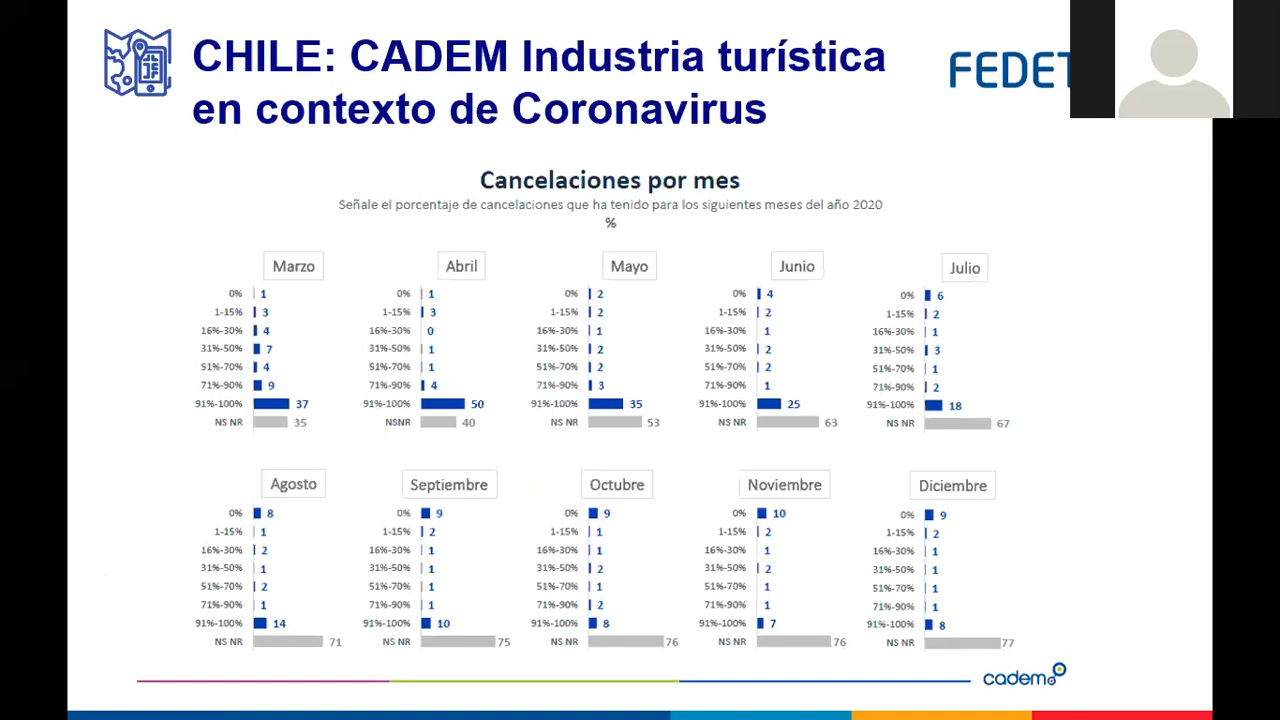 CHILE: CADEM Industria turística
en contexto de Coronavirus
FEDET
Cancelaciones por mes
Señale el porcentaje de cancelaciones que ha tenido para los siguientes meses del año 2020
%
Marzo
0% 1
1-15% 3
16%-30% 4
31%-50% 7
51%-70% 4
71%-90% 9
91%-100% 37
NS NR 35
Abril
0% 1
1-15% 3
16%-30% 0
31%-50% 1
51%-70% 1
71%-90% 4
91%-100% 50
NSNR 40
Mayo
0% 2
1-15% 2
16%-30% 1
31%-50% 2
51%-70% 2
71%-90% 3
91%-100% 35
NS NR 53
Junio
0% 4
1-15% 2
16%-30% 1
31%-50% 2
51%-70% 2
71%-90% 1
91%-100% 25
NS NR 63
Julio
0% 6
1-15% 2
16%-30% 1
31%-50% 3
51%-70% 1
71%-90% 2
91%-100% 18
NS NR 67
Agosto
0% 8
1-15% 1
16%-30% 2
31%-50% 1
51%-70% 2
71%-90% 1
91%-100% 14
NS NR 71
Septiembre
0% 9
1-15% 2
16%-30% 1
31%-50% 1
51%-70% 1
71%-90% 1
91%-100% 10
NS NR 75
Octubre
0% 9
1-15% 1
16%-30% 1
31%-50% 2
51%-70% 1
71%-90% 2
91%-100% 8
NS NR 76
Noviembre
0% 10
1-15% 2
16%-30% 1
31%-50% 2
51%-70% 1
71%-90% 1
91%-100% 7
NS NR 76
Diciembre
0% 9
1-15% 2
16%-30% 1
31%-50% 1
51%-70% 1
71%-90% 1
91%-100% 8
NS NR 77
cadem